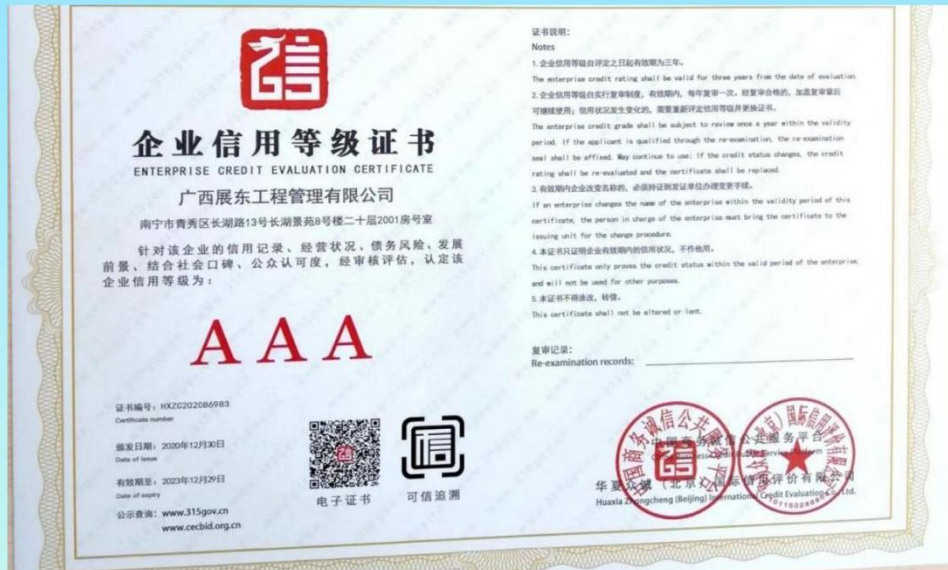 信
企业信用等级证书
ENTERPRISE CREDIT EVALUATION CERTIFICATE
广西展东工程管理有限公司
南宁市青秀区长湖路13号长湖景苑8号楼二十层2001房号室
针对该企业的信用记录、经营状况、债务风险、发展
前景、结合社会口碑、公众认可度，经审核评估，认定该
企业信用等级为：
AAA
证书编号：HXZC2020B6983
Certificate number
颁发日期：2020年12月30日
Date of Issue
有效期至：2023年12月29日
Date of expiry
公示查询：www.315gov.cn
www.cecbid.org.cn
电子证书
信
可信追溯
证书说明：
Notes
1. 企业信用等级自评定之日起有效期为三年。
The enterprise credit rating shall be valid for three years from the date of evaluation.
2. 企业信用等级自实行复审制度，有效期内，每年复审一次。经复审合格的，加盖复审章后
可继续使用；信用状况发生变化的，需要重新评定信用等级并更换证书。
The enterprise credit grade shall be subject to review once a year within the validity
period. If the applicant is qualified through the re-examination, the re-examination
seal shall be affixed. May continue to use; If the credit status changes, the credit
rating shall be re-evaluated and the certificate shall be replaced.
3. 有效期内企业改变名称的，必须持证到发证单位办理变更手续。
If an enterprise changes the name of the enterprise within the validity period of this
certificate, the person in charge of the enterprise must bring the certificate to the
issuing unit for the change procedure.
4. 本证书只证明企业有效期内的信用状况，不作他用。
This certificate only proves the credit status within the valid period of the enterprise,
and will not be used for other purposes.
5. 本证书不得涂改，转借。
This certificate shall not be altered or lent.
复审记录：
Re-examination records:
中国商务诚信公共服务平台
华夏众诚（北京）国际信用评价有限公司
Huaxia Zhongcheng (Beijing) International Credit Evaluation Co., Ltd.